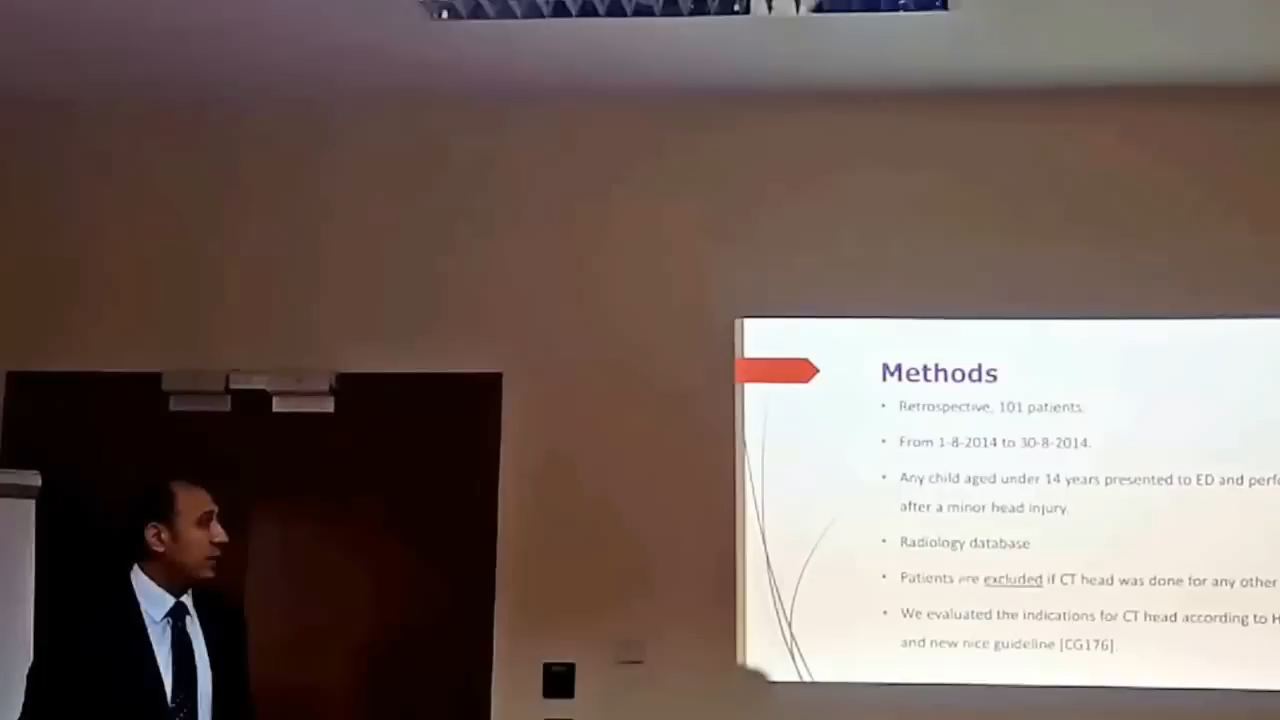 Methods
• Retrospective, 101 patients.
• From 1-8-2014 to 30-8-2014.
• Any child aged under 14 years presented to ED and perfo
after a minor head injury.
• Radiology database
• Patients are excluded if CT head was done for any other
• We evaluated the indications for CT head according to H
and new nice guideline [CG176].